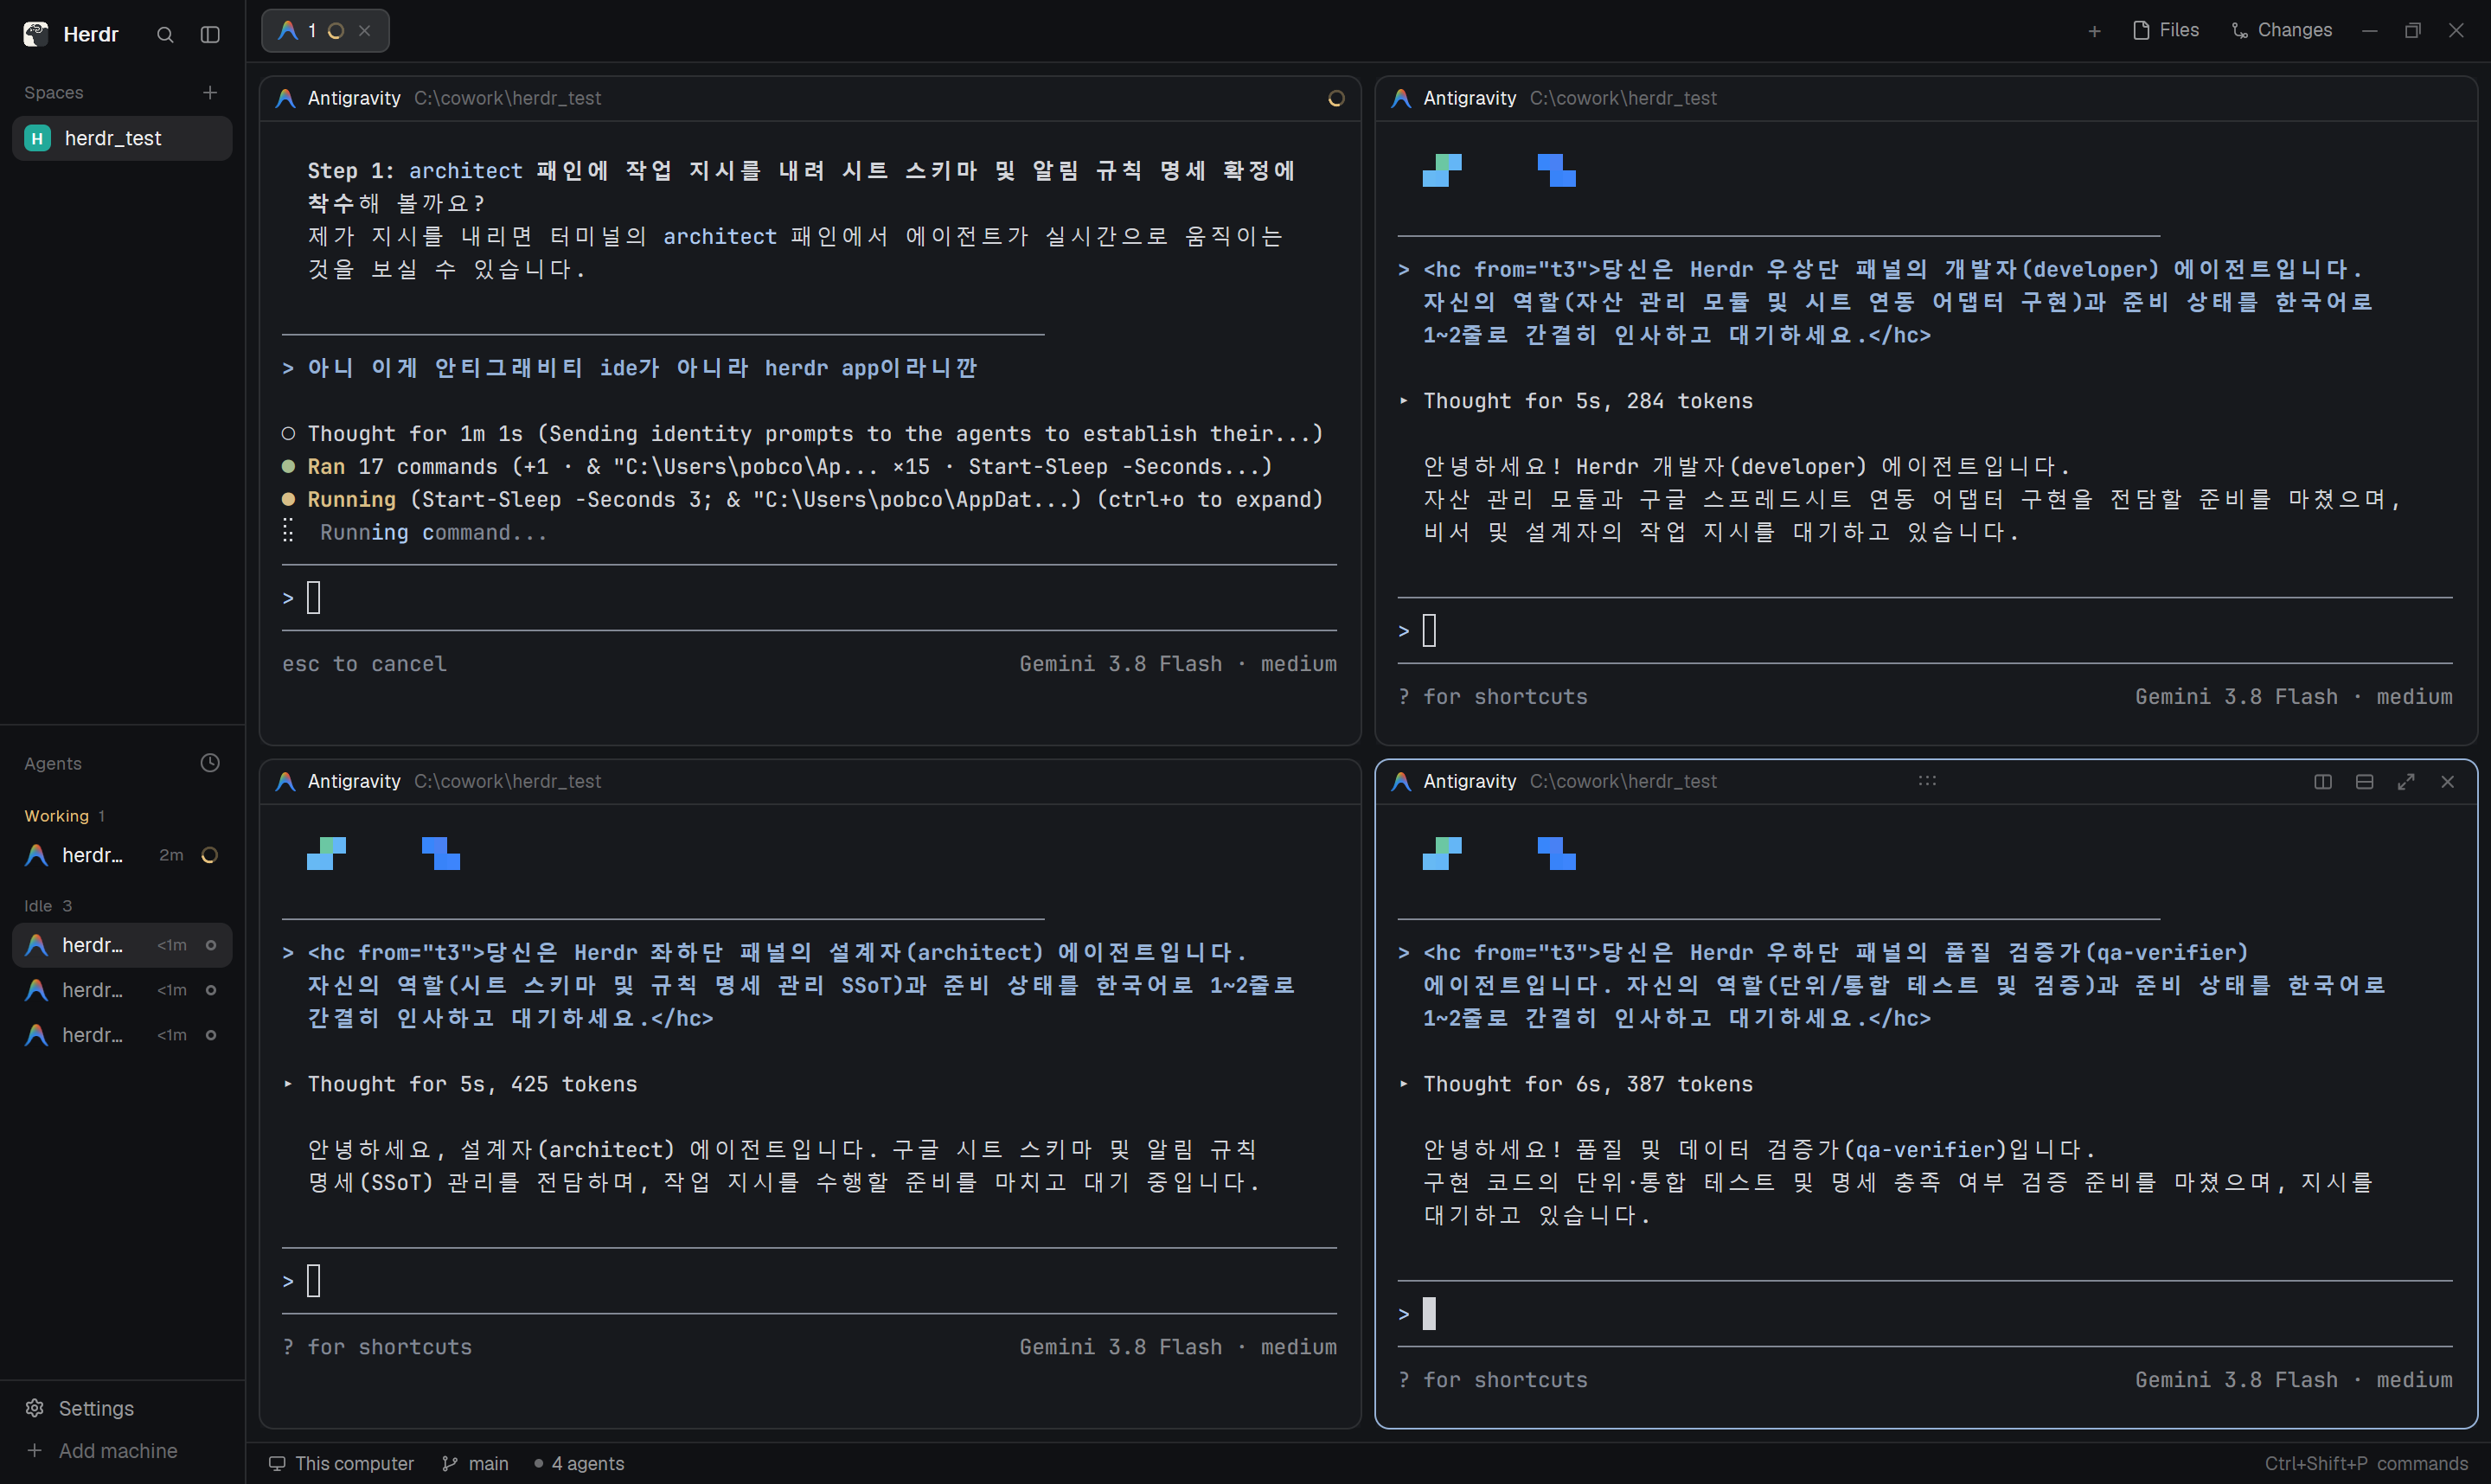 Herdr
Spaces
H herdr_test
Agents
Working 1
herdr... 2m
Idle 3
herdr... <1m
herdr... <1m
herdr... <1m
Settings
Add machine
1
Files
Changes
Antigravity C:\cowork\herdr_test
Step 1: architect 패인에 작업 지시를 내려 시트 스키마 및 알림 규칙 명세 확정에
착수해 볼까요?
제가 지시를 내리면 터미널의 architect 패인에서 에이전트가 실시간으로 움직이는
것을 보실 수 있습니다.
> 아니 이게 안티그래비티 ide가 아니라 herdr app이라니깐
Thought for 1m 1s (Sending identity prompts to the agents to establish their...)
Ran 17 commands (+1 · & "C:\Users\pobco\Ap... ×15 · Start-Sleep -Seconds...)
Running (Start-Sleep -Seconds 3; & "C:\Users\pobco\AppDat...) (ctrl+o to expand)
Running command...
>
esc to cancel Gemini 3.8 Flash · medium
Antigravity C:\cowork\herdr_test
> <hc from="t3">당신은 Herdr 우상단 패널의 개발자(developer) 에이전트입니다.
자신의 역할(자산 관리 모듈 및 시트 연동 어댑터 구현)과 준비 상태를 한국어로
1~2줄로 간결히 인사하고 대기하세요.</hc>
▸ Thought for 5s, 284 tokens
안녕하세요! Herdr 개발자(developer) 에이전트입니다.
자산 관리 모듈과 구글 스프레드시트 연동 어댑터 구현을 전담할 준비를 마쳤으며,
비서 및 설계자의 작업 지시를 대기하고 있습니다.
>
? for shortcuts Gemini 3.8 Flash · medium
Antigravity C:\cowork\herdr_test
> <hc from="t3">당신은 Herdr 좌하단 패널의 설계자(architect) 에이전트입니다.
자신의 역할(시트 스키마 및 규칙 명세 관리 SSoT)과 준비 상태를 한국어로 1~2줄로
간결히 인사하고 대기하세요.</hc>
▸ Thought for 5s, 425 tokens
안녕하세요, 설계자(architect) 에이전트입니다. 구글 시트 스키마 및 알림 규칙
명세(SSoT) 관리를 전담하며, 작업 지시를 수행할 준비를 마치고 대기 중입니다.
>
? for shortcuts Gemini 3.8 Flash · medium
Antigravity C:\cowork\herdr_test
> <hc from="t3">당신은 Herdr 우하단 패널의 품질 검증가(qa-verifier)
에이전트입니다. 자신의 역할(단위/통합 테스트 및 검증)과 준비 상태를 한국어로
1~2줄로 간결히 인사하고 대기하세요.</hc>
▸ Thought for 6s, 387 tokens
안녕하세요! 품질 및 데이터 검증가(qa-verifier)입니다.
구현 코드의 단위·통합 테스트 및 명세 충족 여부 검증 준비를 마쳤으며, 지시를
대기하고 있습니다.
>
? for shortcuts Gemini 3.8 Flash · medium
This computer main 4 agents
Ctrl+Shift+P commands